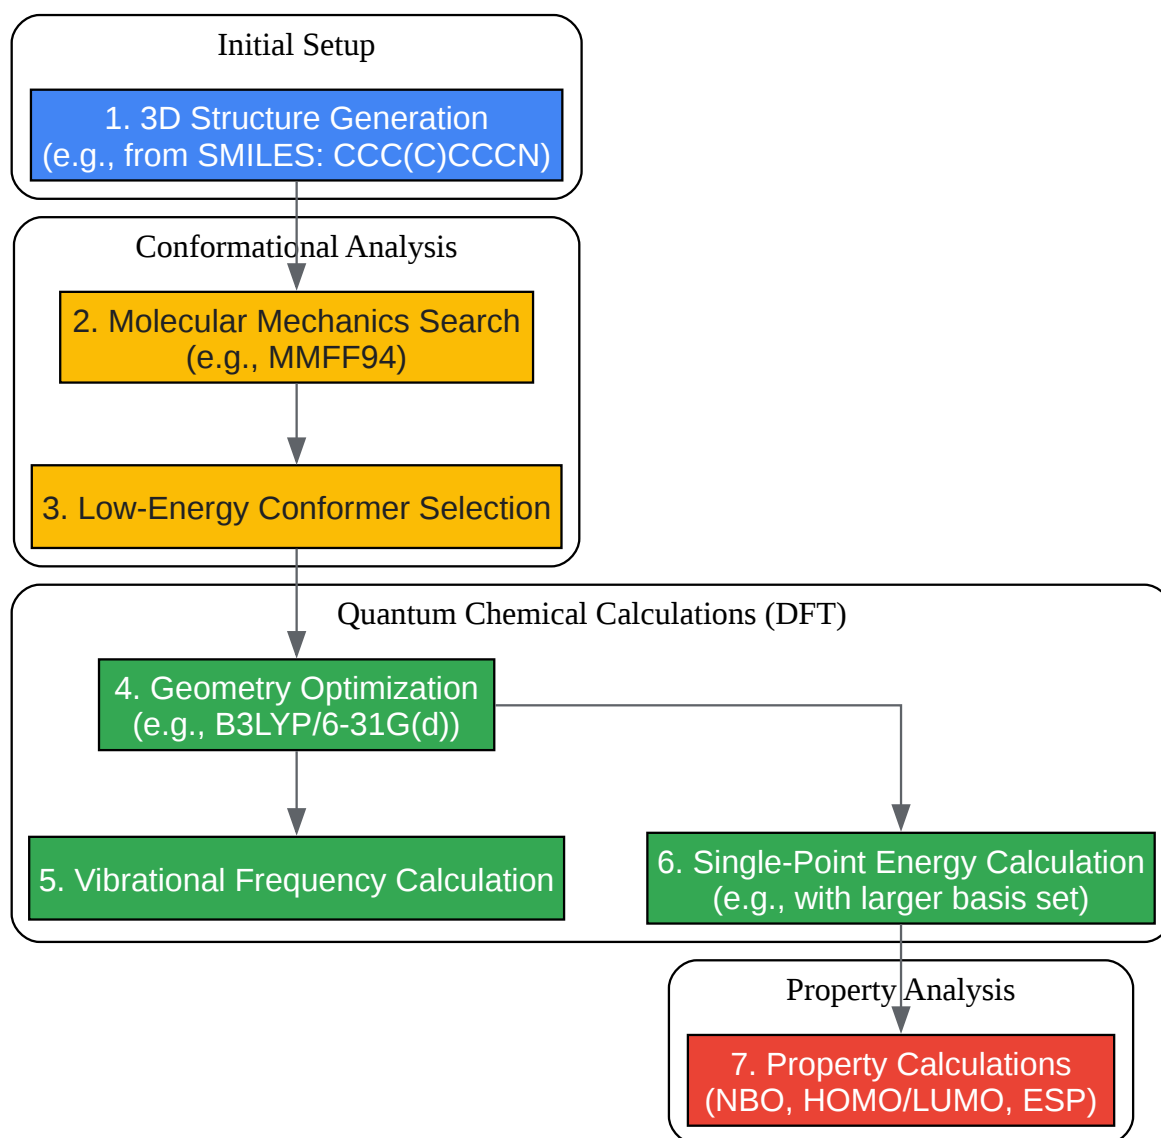 Initial Setup
1. 3D Structure Generation
(e.g., from SMILES: CCC(C)CCCN)
Conformational Analysis
2. Molecular Mechanics Search
(e.g., MMFF94)
3. Low-Energy Conformer Selection
Quantum Chemical Calculations (DFT)
4. Geometry Optimization
(e.g., B3LYP/6-31G(d))
5. Vibrational Frequency Calculation
6. Single-Point Energy Calculation
(e.g., with larger basis set)
Property Analysis
7. Property Calculations
(NBO, HOMO/LUMO, ESP)